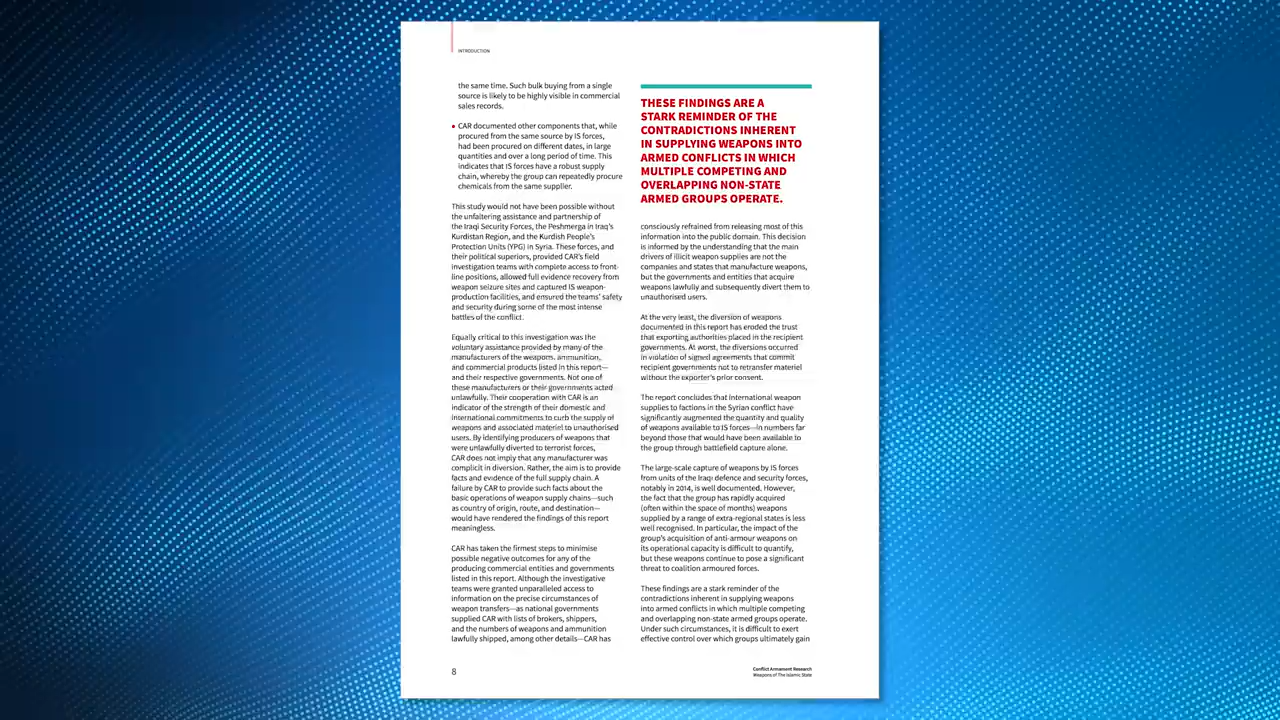 INTRODUCTION
the same time. Such bulk buying from a single
source is likely to be highly visible in commercial
sales records.
• CAR documented other components that, while
procured from the same source by IS forces,
had been procured on different dates, in large
quantities and over a long period of time. This
indicates that IS forces have a robust supply
chain, whereby the group can repeatedly procure
chemicals from the same supplier.
This study would not have been possible without
the unfaltering assistance and partnership of
the Iraqi Security Forces, the Peshmerga in Iraq's
Kurdistan Region, and the Kurdish People's
Protection Units (YPG) in Syria. These forces, and
their political superiors, provided CAR's field
investigation teams with complete access to front-
line positions, allowed full evidence recovery from
weapon seizure sites and captured IS weapon-
production facilities, and ensured the teams' safety
and security during some of the most intense
battles of the conflict.
Equally critical to this investigation was the
voluntary assistance provided by many of the
manufacturers of the weapons, ammunition,
and commercial products listed in this report—
and their respective governments. Not one of
these manufacturers or their governments acted
unlawfully. Their cooperation with CAR is an
indicator of the strength of their domestic and
international commitments to curb the supply of
weapons and associated materiel to unauthorised
users. By identifying producers of weapons that
were unlawfully diverted to terrorist forces,
CAR does not imply that any manufacturer was
complicit in diversion. Rather, the aim is to provide
facts and evidence of the full supply chain. A
failure by CAR to provide such facts about the
basic operations of weapon supply chains—such
as country of origin, route, and destination—
would have rendered the findings of this report
meaningless.
CAR has taken the firmest steps to minimise
possible negative outcomes for any of the
producing commercial entities and governments
listed in this report. Although the investigative
teams were granted unparalleled access to
information on the precise circumstances of
weapon transfers—as national governments
supplied CAR with lists of brokers, shippers,
and the numbers of weapons and ammunition
lawfully shipped, among other details—CAR has
THESE FINDINGS ARE A
STARK REMINDER OF THE
CONTRADICTIONS INHERENT
IN SUPPLYING WEAPONS INTO
ARMED CONFLICTS IN WHICH
MULTIPLE COMPETING AND
OVERLAPPING NON-STATE
ARMED GROUPS OPERATE.
consciously refrained from releasing most of this
information into the public domain. This decision
is informed by the understanding that the main
drivers of illicit weapon supplies are not the
companies and states that manufacture weapons,
but the governments and entities that acquire
weapons lawfully and subsequently divert them to
unauthorised users.
At the very least, the diversion of weapons
documented in this report has eroded the trust
that exporting authorities placed in the recipient
governments. At worst, the diversions occurred
in violation of signed agreements that commit
recipient governments not to retransfer materiel
without the exporter's prior consent.
The report concludes that international weapon
supplies to factions in the Syrian conflict have
significantly augmented the quantity and quality
of weapons available to IS forces—in numbers far
beyond those that would have been available to
the group through battlefield capture alone.
The large-scale capture of weapons by IS forces
from units of the Iraqi defence and security forces,
notably in 2014, is well documented. However,
the fact that the group has rapidly acquired
(often within the space of months) weapons
supplied by a range of extra-regional states is less
well recognised. In particular, the impact of the
group's acquisition of anti-armour weapons on
its operational capacity is difficult to quantify,
but these weapons continue to pose a significant
threat to coalition armoured forces.
These findings are a stark reminder of the
contradictions inherent in supplying weapons
into armed conflicts in which multiple competing
and overlapping non-state armed groups operate.
Under such circumstances, it is difficult to exert
effective control over which groups ultimately gain
8
Conflict Armament Research
Weapons of The Islamic State